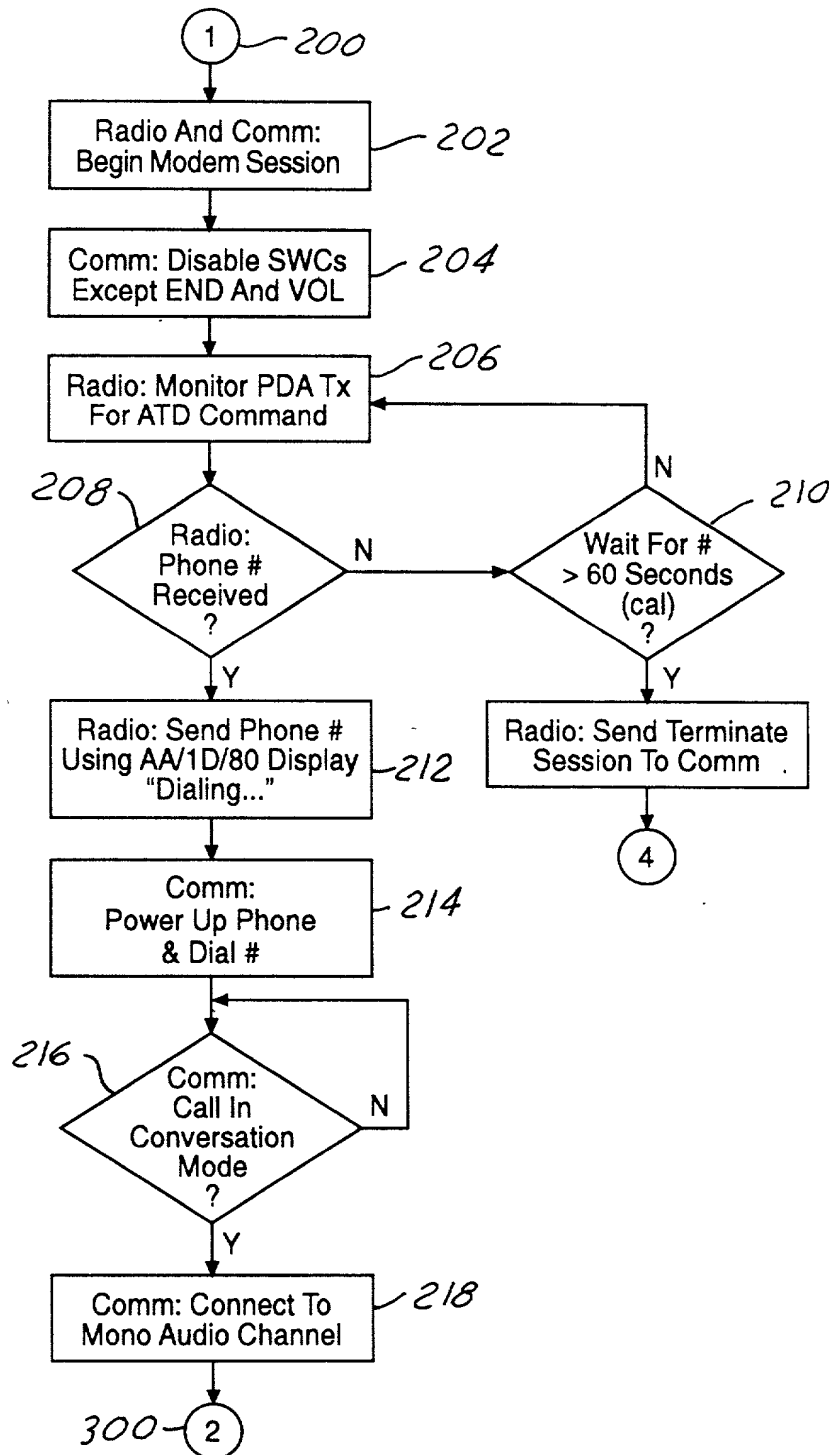 1
200
Radio And Comm:
Begin Modem Session
202
Comm: Disable SWCs
Except END And VOL
204
206
Radio: Monitor PDA Tx
For ATD Command
208
Radio:
Phone #
Received
?
N
Y
N
210
Wait For #
> 60 Seconds
(cal)
?
Y
Radio: Send Phone #
Using AA/1D/80 Display
"Dialing..."
212
Radio: Send Terminate
Session To Comm
4
Comm:
Power Up Phone
& Dial #
214
216
Comm:
Call In
Conversation
Mode
?
N
Y
Comm: Connect To
Mono Audio Channel
218
300
2